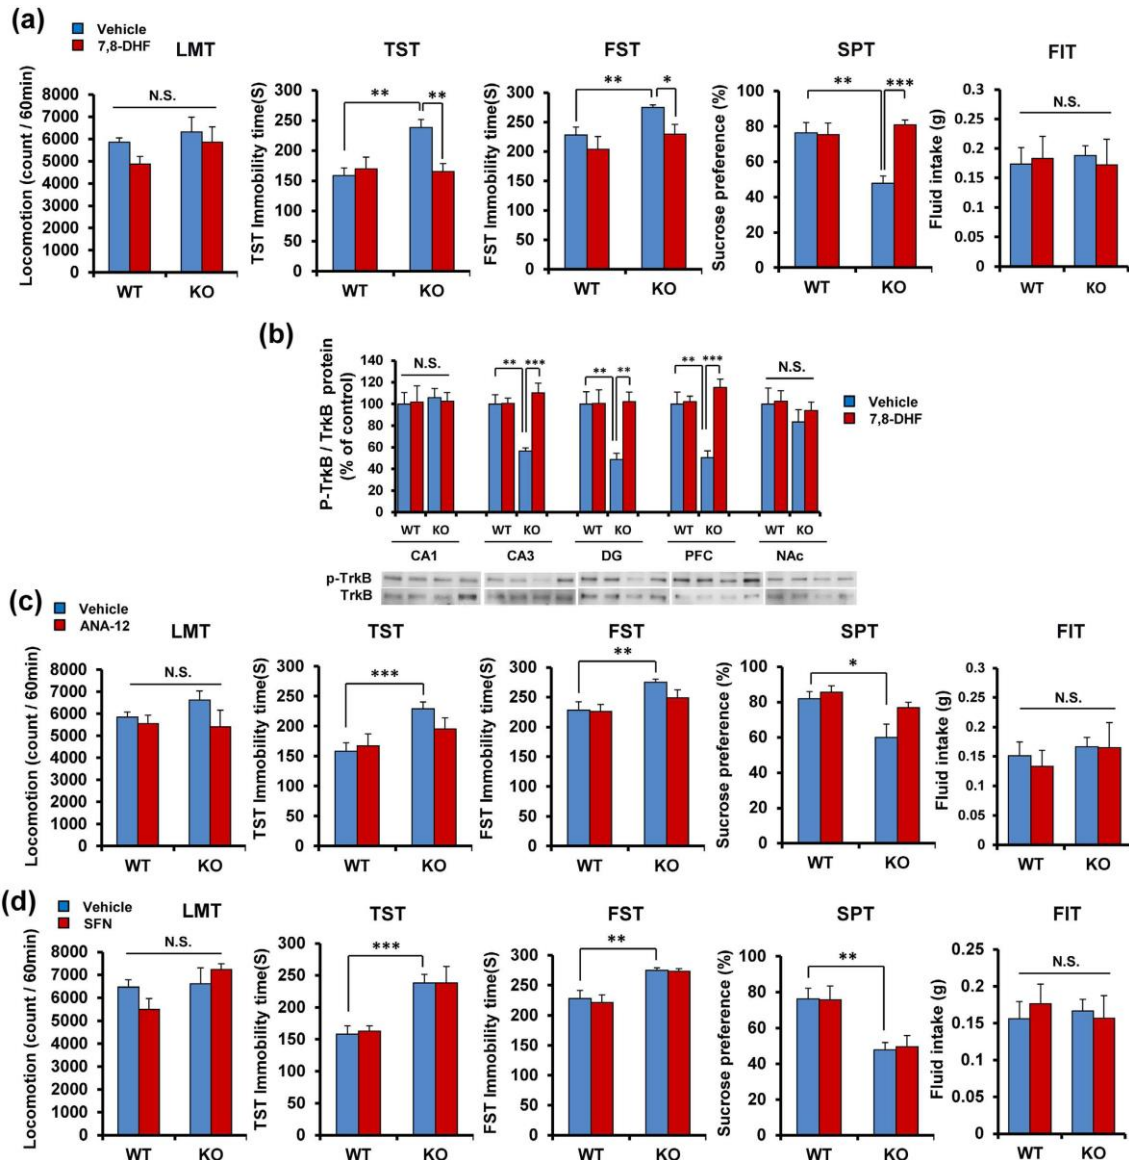 (a)
Vehicle
7,8-DHF
LMT
Locomotion (count / 60min)
8000
7000
6000
5000
4000
3000
2000
1000
0
N.S.
WT KO
TST
TST Immobility time(S)
300
250
200
150
100
50
0
** **
WT KO
FST
FST Immobility time(S)
300
250
200
150
100
50
0
** *
WT KO
SPT
Sucrose preference (%)
100
80
60
40
20
0
** ***
WT KO
FIT
Fluid intake (g)
0.3
0.25
0.2
0.15
0.1
0.05
0
N.S.
WT KO
(b)
P-TrkB / TrkB protein
(% of control)
140
120
100
80
60
40
20
0
N.S. ** *** ** ** ** *** N.S.
Vehicle
7,8-DHF
WT KO WT KO WT KO WT KO WT KO
CA1 CA3 DG PFC NAc
p-TrkB
TrkB
(c)
Vehicle
ANA-12
LMT
Locomotion (count / 60min)
8000
7000
6000
5000
4000
3000
2000
1000
0
N.S.
WT KO
TST
TST Immobility time(S)
300
250
200
150
100
50
0
***
WT KO
FST
FST Immobility time(S)
300
250
200
150
100
50
0
**
WT KO
SPT
Sucrose preference (%)
100
80
60
40
20
0
*
WT KO
FIT
Fluid intake (g)
0.3
0.25
0.2
0.15
0.1
0.05
0
N.S.
WT KO
(d)
Vehicle
SFN
LMT
Locomotion (count / 60min)
8000
7000
6000
5000
4000
3000
2000
1000
0
N.S.
WT KO
TST
TST Immobility time(S)
300
250
200
150
100
50
0
***
WT KO
FST
FST Immobility time(S)
300
250
200
150
100
50
0
**
WT KO
SPT
Sucrose preference (%)
100
80
60
40
20
0
**
WT KO
FIT
Fluid intake (g)
0.25
0.2
0.15
0.1
0.05
0
N.S.
WT KO